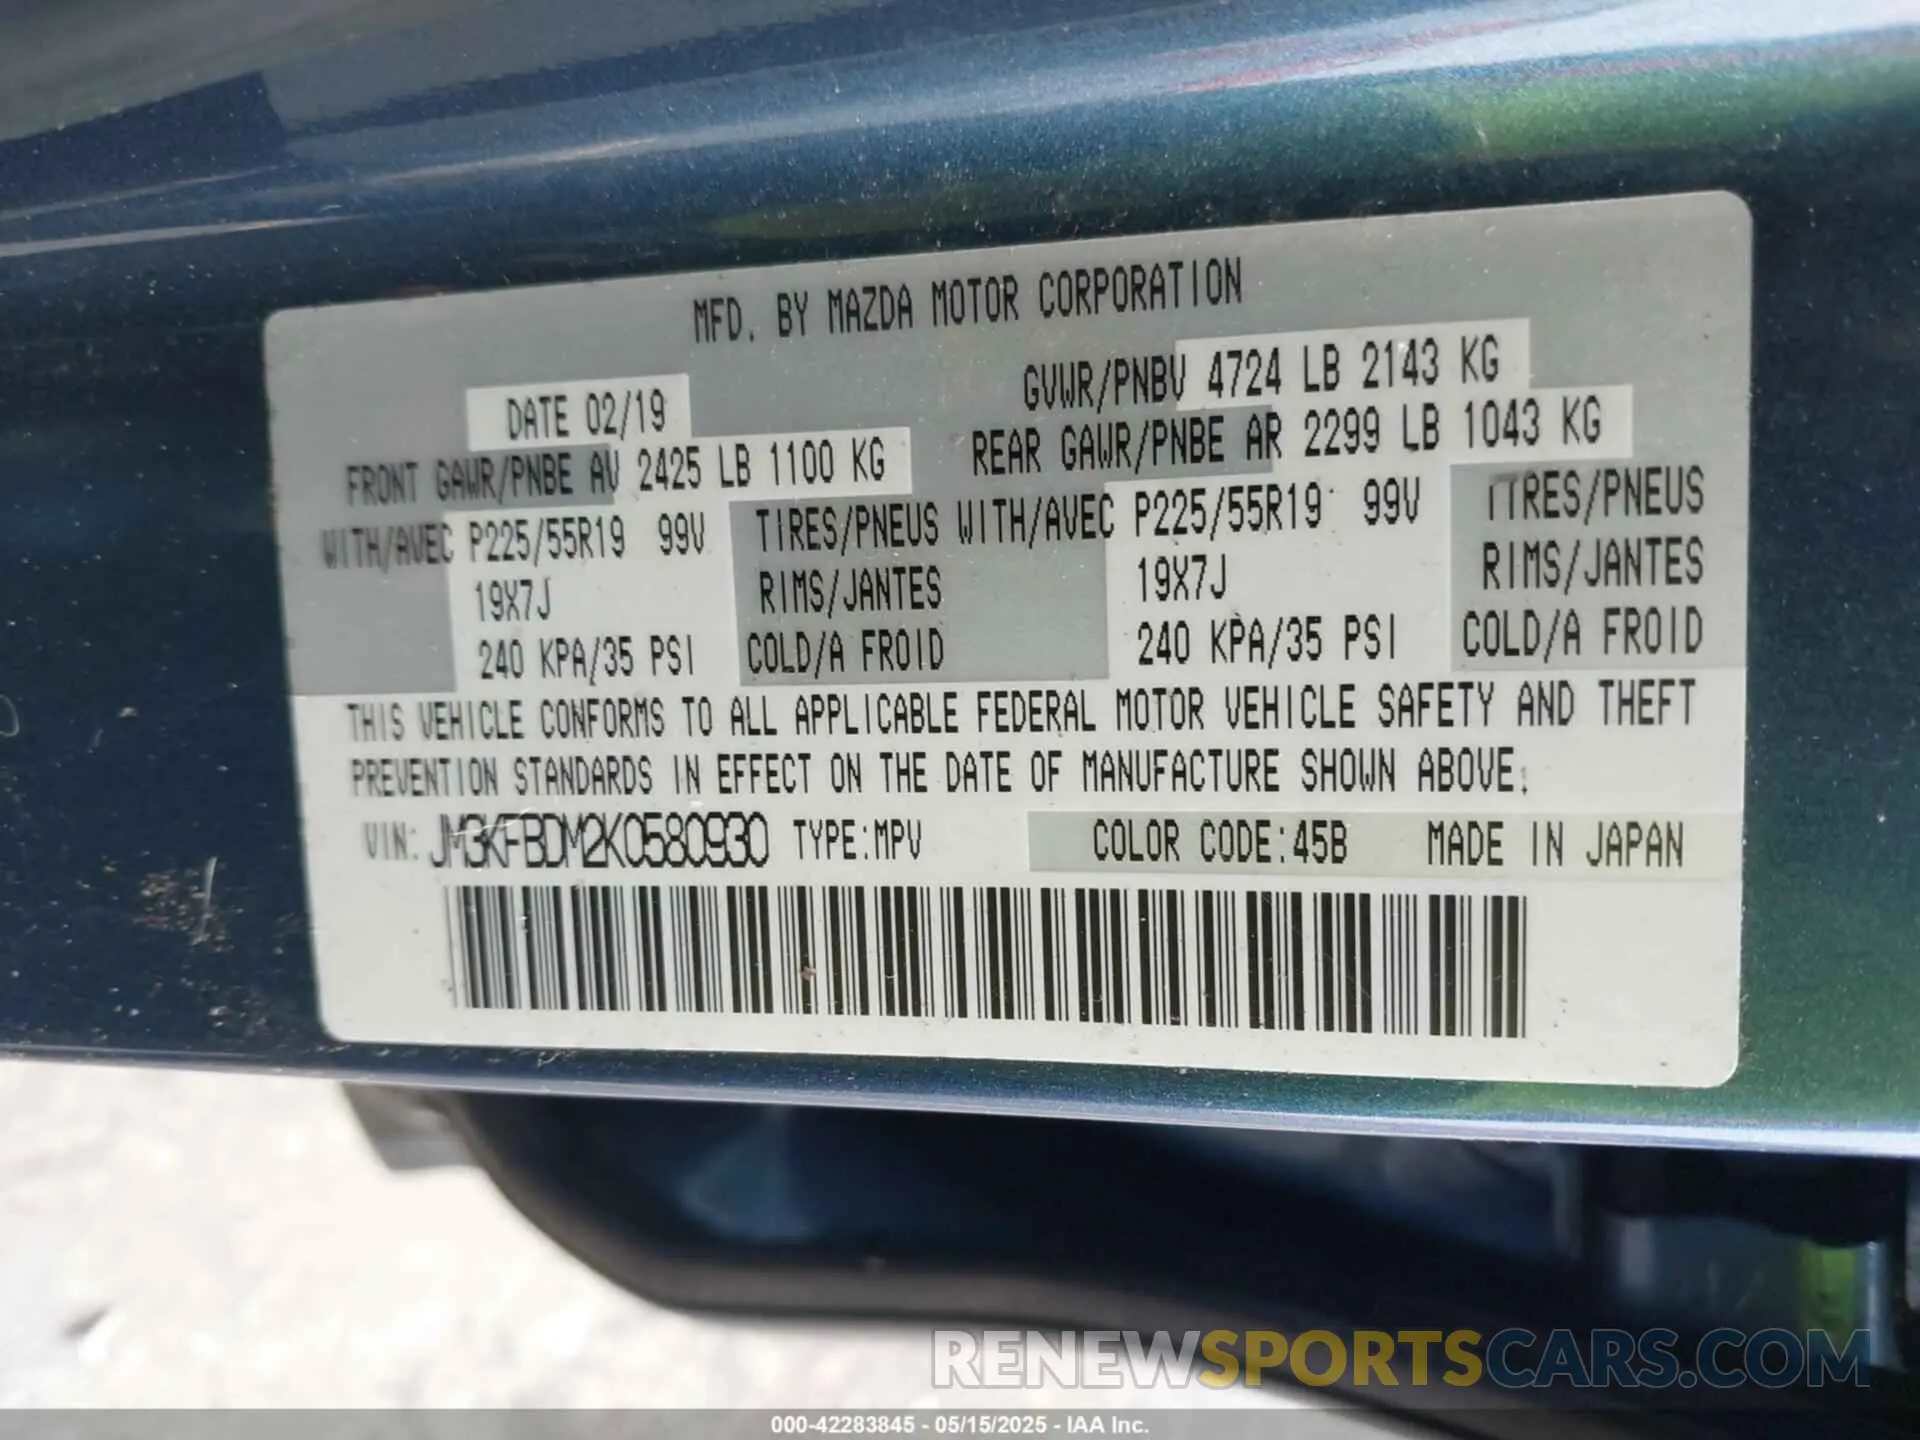 MFD. BY MAZDA MOTOR CORPORATION
DATE 02/19 GVWR/PNBV 4724 LB 2143 KG
FRONT GAWR/PNBE AV 2425 LB 1100 KG REAR GAWR/PNBE AR 2299 LB 1043 KG
WITH/AVEC P225/55R19 99V TIRES/PNEUS WITH/AVEC P225/55R19 99V TIRES/PNEUS
19X7J RIMS/JANTES 19X7J RIMS/JANTES
240 KPA/35 PSI COLD/A FROID 240 KPA/35 PSI COLD/A FROID
THIS VEHICLE CONFORMS TO ALL APPLICABLE FEDERAL MOTOR VEHICLE SAFETY AND THEFT
PREVENTION STANDARDS IN EFFECT ON THE DATE OF MANUFACTURE SHOWN ABOVE:
VIN: JM3KFBDM2K0580930 TYPE:MPV COLOR CODE:45B MADE IN JAPAN
RENEWSPORTSCARS.COM
000-42283845 - 05/15/2025 - IAA Inc.